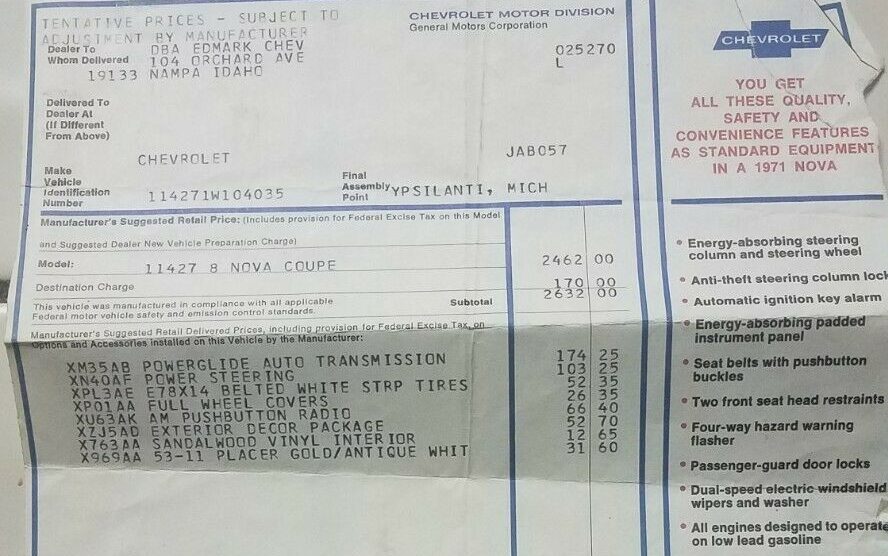 TENTATIVE PRICES - SUBJECT TO
ADJUSTMENT BY MANUFACTURER
CHEVROLET MOTOR DIVISION
General Motors Corporation
Dealer To
Whom Delivered
DBA EDMARK CHEV
104 ORCHARD AVE
19133 NAMPA IDAHO
025270
L
Delivered To
Dealer At
(If Different
From Above)
CHEVROLET
JAB057
Make
Vehicle
Identification
Number
114271W104035
Final
Assembly
Point
YPSILANTI, MICH
Manufacturer's Suggested Retail Price: (Includes provision for Federal Excise Tax on this Model
and Suggested Dealer New Vehicle Preparation Charge)
Model: 11427 8 NOVA COUPE 2462 00
Destination Charge 170 00
This vehicle was manufactured in compliance with all applicable
Federal motor vehicle safety and emission control standards.
Subtotal 2632 00
Manufacturer's Suggested Retail Delivered Prices, including provision for Federal Excise Tax, on
Options and Accessories installed on this Vehicle by the Manufacturer:
XM35AB POWERGLIDE AUTO TRANSMISSION 174 25
XN40AF POWER STEERING 103 25
XPL3AE E78X14 BELTED WHITE STRP TIRES 52 35
XP01AA FULL WHEEL COVERS 26 35
XU63AK AM PUSHBUTTON RADIO 66 40
XZJ5AD EXTERIOR DECOR PACKAGE 52 70
X763AA SANDALWOOD VINYL INTERIOR 12 65
X969AA 53-11 PLACER GOLD/ANTIQUE WHIT 31 60
CHEVROLET
YOU GET
ALL THESE QUALITY,
SAFETY AND
CONVENIENCE FEATURES
AS STANDARD EQUIPMENT
IN A 1971 NOVA
• Energy-absorbing steering
column and steering wheel
• Anti-theft steering column lock
• Automatic ignition key alarm
• Energy-absorbing padded
instrument panel
• Seat belts with pushbutton
buckles
• Two front seat head restraints
• Four-way hazard warning
flasher
• Passenger-guard door locks
• Dual-speed electric windshield
wipers and washer
• All engines designed to operate
on low lead gasoline